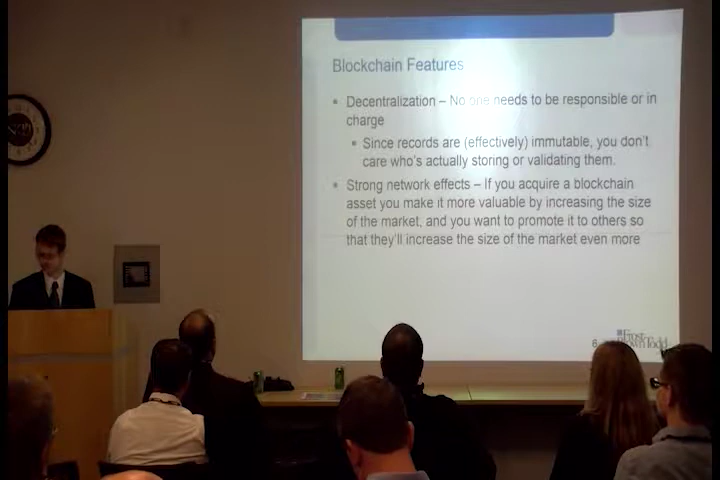 Blockchain Features
▪ Decentralization – No one needs to be responsible or in
charge
▪ Since records are (effectively) immutable, you don't
care who's actually storing or validating them.
▪ Strong network effects – If you acquire a blockchain
asset you make it more valuable by increasing the size
of the market, and you want to promote it to others so
that they'll increase the size of the market even more
6
Frost
Brown Todd